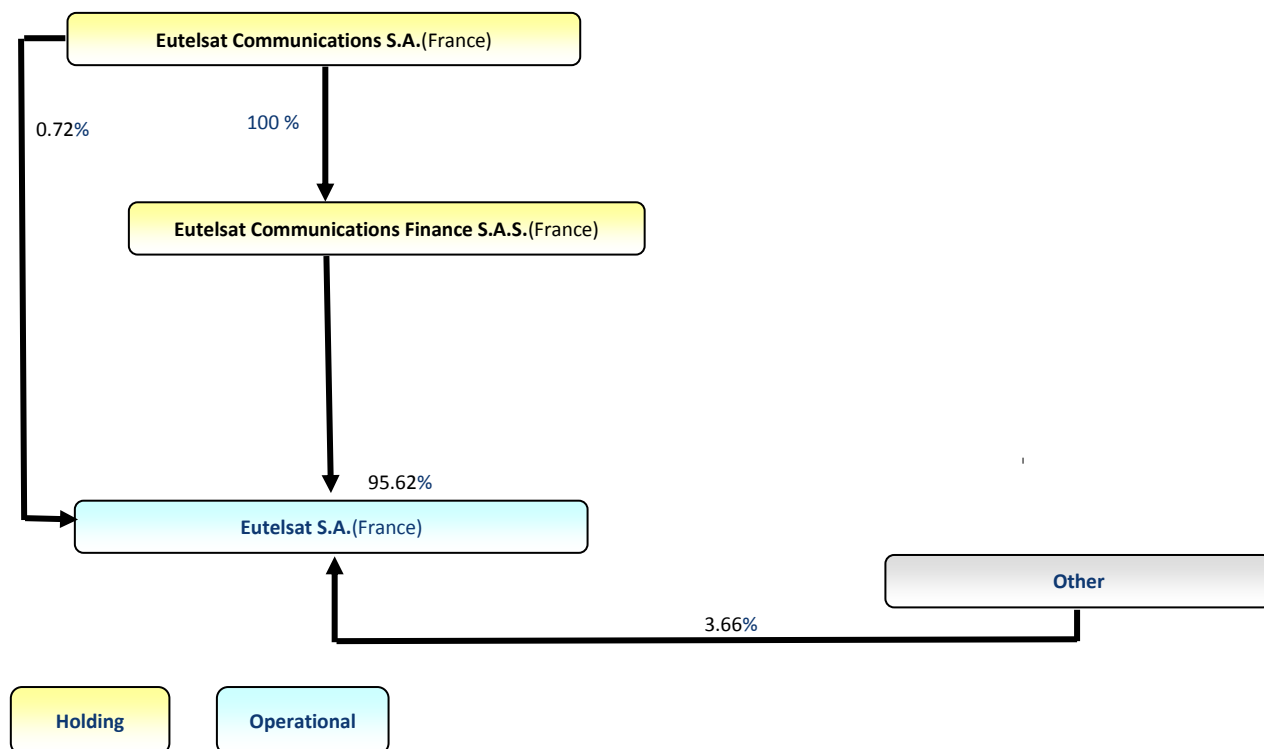 Eutelsat Communications S.A.(France)
0.72%
100 %
Eutelsat Communications Finance S.A.S.(France)
95.62%
Eutelsat S.A.(France)
Other
3.66%
Holding
Operational